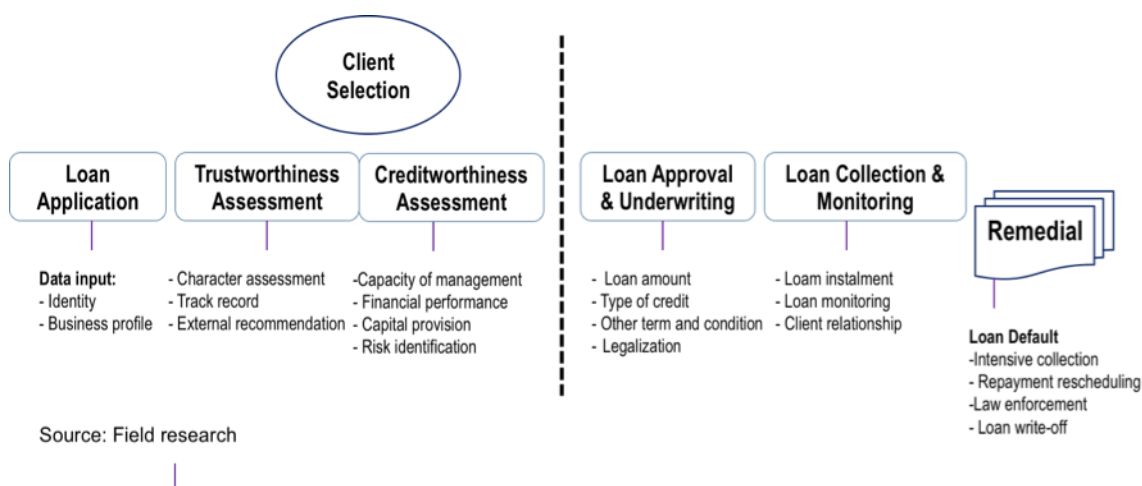 Client
Selection
Loan
Application
Trustworthiness
Assessment
Creditworthiness
Assessment
Loan Approval
& Underwriting
Loan Collection &
Monitoring
Remedial
Data input:
- Identity
- Business profile
- Character assessment
- Track record
- External recommendation
-Capacity of management
- Financial performance
- Capital provision
- Risk identification
- Loan amount
- Type of credit
- Other term and condition
- Legalization
- Loam instalment
- Loan monitoring
- Client relationship
Loan Default
-Intensive collection
- Repayment rescheduling
-Law enforcement
- Loan write-off
Source: Field research